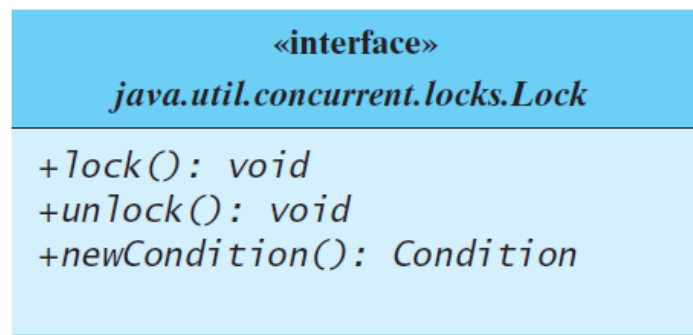 «interface»
java.util.concurrent.locks.Lock
+lock(): void
+unlock(): void
+newCondition(): Condition